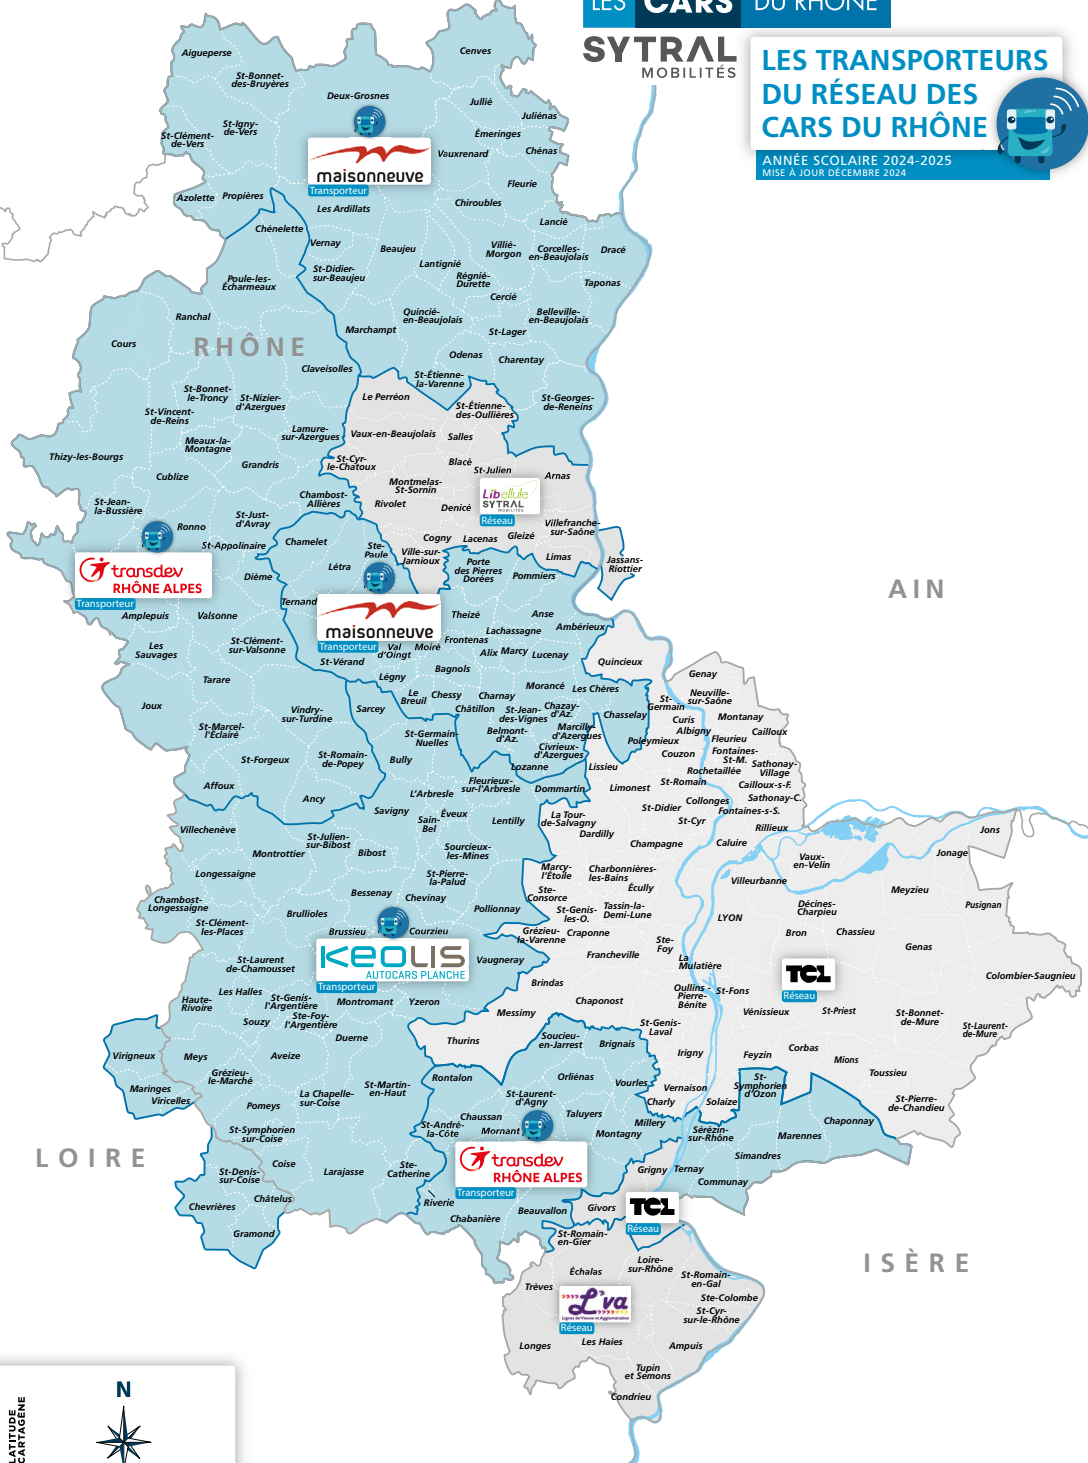 LES CARS DU RHÔNE
SYTRAL
MOBILITÉS
LES TRANSPORTEURS
DU RÉSEAU DES
CARS DU RHÔNE
ANNÉE SCOLAIRE 2024-2025
MISE À JOUR DÉCEMBRE 2024
Aigueperse
Cenves
St-Bonnet-
des-Bruyères
Deux-Grosnes
Jullié
Juliénas
St-Igny-
de-Vers
St-Clément-
de-Vers
Émeringes
Chénas
Vauxrenard
maisonneuve
Transporteur
Fleurie
Azolette
Propières
Les Ardillats
Chiroubles
Lancié
Chénelette
Vernay
Beaujeu
Villié-
Morgon
Corcelles-
en-Beaujolais
Dracé
Lantignié
St-Didier-
sur-Beaujeu
Régnié-
Durette
Taponas
Poule-les-
Écharmeaux
Cercié
Ranchal
Quincié-
en-Beaujolais
Belleville-
en-Beaujolais
Marchampt
St-Lager
Cours
RHÔNE
Odenas
Charentay
Claveisolles
St-Étienne-
la-Varenne
St-Bonnet-
le-Troncy
St-Nizier-
d'Azergues
Le Perréon
St-Étienne-
des-Oullières
St-Georges-
de-Reneins
St-Vincent-
de-Reins
Lamure-
sur-Azergues
Vaux-en-Beaujolais
Salles
Meaux-la-
Montagne
Thizy-les-Bourgs
Grandris
St-Cyr-
le-Chatoux
Blacé
St-Julien
Arnas
Cublize
Montmelas-
St-Sornin
Libellule
SYTRAL
MOBILITÉS
Réseau
St-Jean-
la-Bussière
Chambost-
Allières
Rivolet
Denicé
Ronno
St-Just-
d'Avray
Villefranche-
sur-Saône
Cogny
Lacenas
Gleizé
St-Appolinaire
Chamelet
Ste-
Paule
Ville-sur-
Jarnioux
Limas
Jassans-
Riottier
transdev
RHÔNE ALPES
Transporteur
Létra
Porte
des Pierres
Dorées
Pommiers
Dième
AIN
Ternand
maisonneuve
Transporteur
Amplepuis
Valsonne
Theizé
Anse
Lachassagne
Ambérieux
Les
Sauvages
St-Clément-
sur-Valsonne
Frontenas
St-Vérand
Val
d'Oingt
Moiré
Alix
Marcy
Lucenay
Quincieux
Légny
Bagnols
Tarare
Genay
Morancé
Les Chères
Joux
Le
Breuil
Chessy
Charnay
Neuville-
sur-Saône
St-
Germain
Vindry-
sur-Turdine
Sarcey
Châtillon
St-Jean-
des-Vignes
Chazay-
d'Az.
Chasselay
Curis
Montanay
St-Marcel-
l'Éclairé
St-Germain-
Nuelles
Belmont-
d'Az.
Marcilly-
d'Azergues
Albigny
Fleurieu
Cailloux
Poleymieux
Civrieux-
d'Azergues
Couzon
Fontaines-
St-M.
St-Forgeux
St-Romain-
de-Popey
Bully
Lozanne
Lissieu
Rochetaillée
Sathonay-
Village
Affoux
Fleurieux-
sur-l'Arbresle
Dommartin
Limonest
St-Romain
Cailloux-s-F.
Ancy
L'Arbresle
St-Didier
Collonges
Sathonay-C.
Fontaines-s-S.
Savigny
Éveux
Sain-
Bel
Lentilly
La Tour-
de-Salvagny
St-Cyr
Rillieux
Villechenève
St-Julien-
sur-Bibost
Dardilly
Champagne
Caluire
Jons
Montrottier
Bibost
Sourcieux-
les-Mines
Vaux-
en-Velin
Jonage
Longessaigne
St-Pierre-
la-Palud
Marcy-
l'Étoile
Charbonnières-
les-Bains
Villeurbanne
Écully
Meyzieu
Bessenay
Chevinay
Ste-
Consorce
Chambost-
Longessaigne
Brullioles
Pollionnay
St-Genis-
les-O.
Tassin-la-
Demi-Lune
LYON
Décines-
Charpieu
Pusignan
St-Clément-
les-Places
Brussieu
Courzieu
Grézieu-
la-Varenne
Craponne
Bron
Chassieu
KEOLIS
AUTOCARS PLANCHE
Transporteur
Francheville
Ste-
Foy
Genas
St-Laurent
de-Chamousset
Vaugneray
La
Mulatière
TCL
Réseau
Colombier-Saugnieu
Brindas
Les Halles
Haute-
Rivoire
St-Genis-
l'Argentière
Montromant
Yzeron
Chaponost
Oullins -
Pierre-
Bénite
St-Fons
Messimy
Vénissieux
St-Priest
Souzy
Ste-Foy-
l'Argentière
St-Bonnet-
de-Mure
St-Laurent-
de-Mure
St-Genis-
Laval
Duerne
Thurins
Soucieu-
en-Jarrest
Brignais
Virigneux
Meys
Aveize
Irigny
Feyzin
Corbas
Mions
Grézieu-
le-Marché
Rontalon
Orliénas
Vourles
St-
Symphorien
d'Ozon
Toussieu
Maringes
Viricelles
La Chapelle-
sur-Coise
St-Martin-
en-Haut
St-Laurent-
d'Agny
Vernaison
Charly
Solaize
St-Pierre-
de-Chandieu
Pomeys
Chaussan
Taluyers
Millery
Chaponnay
St-Symphorien
sur-Coise
St-André-
la-Côte
Mornant
Montagny
Sérézin-
sur-Rhône
Marennes
LOIRE
transdev
RHÔNE ALPES
Transporteur
Simandres
Coise
St-Denis-
sur-Coise
Larajasse
Ste-
Catherine
Grigny
Ternay
Communay
Châtelus
Chevrières
Riverie
Beauvallon
Givors
TCL
Réseau
Chabanière
Gramond
St-Romain-
en-Gier
ISÈRE
Loire-
sur-Rhône
Échalas
St-Romain-
en-Gal
Trèves
L'va
Lignes de Vienne et Agglomération
Réseau
Ste-Colombe
St-Cyr-
sur-le-Rhône
Longes
Les Haies
Ampuis
Tupin
et Semons
Condrieu
N
LATITUDE
CARTAGÈNE